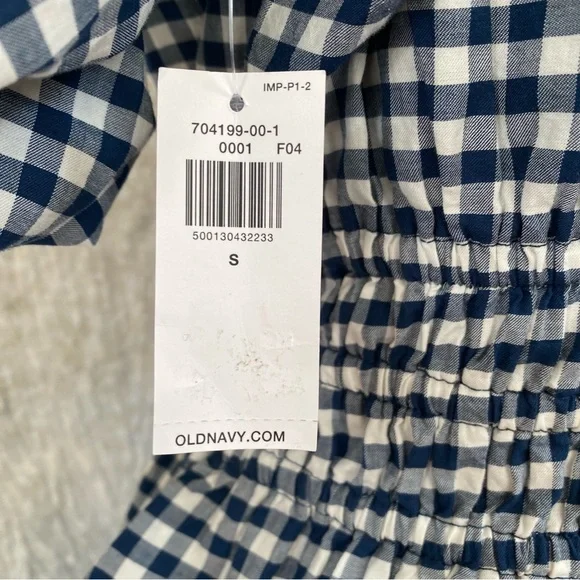 IMP-P1-2
704199-00-1
0001 F04
500130432233
S
OLDNAVY.COM